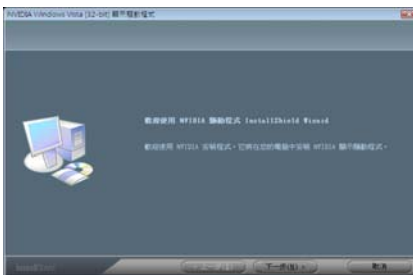 NVIDIA Windows Vista (32-bit) 顯示驅動程式
歡迎使用 NVIDIA 驅動程式 InstallShield Wizard
歡迎使用 NVIDIA 安裝程式。它將在您的電腦中安裝 NVIDIA 顯示驅動程式。
InstallShield
下一步(N) >
取消